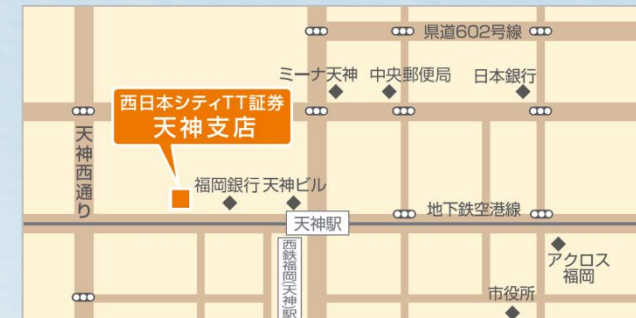 県道602号線
ミーナ天神
中央郵便局
日本銀行
西日本シティTT証券
天神支店
天神西通り
福岡銀行
天神ビル
天神駅
地下鉄空港線
西鉄福岡(天神)駅
アクロス
福岡
市役所